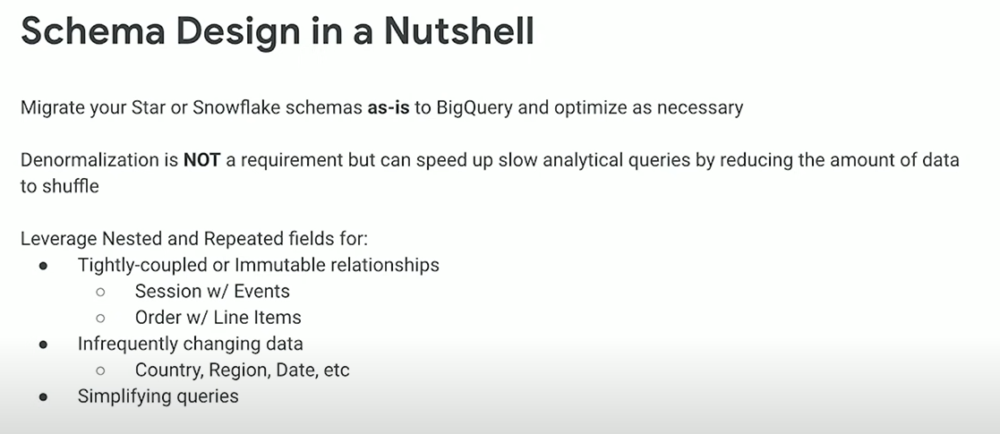 Schema Design in a Nutshell
Migrate your Star or Snowflake schemas as-is to BigQuery and optimize as necessary
Denormalization is NOT a requirement but can speed up slow analytical queries by reducing the amount of data
to shuffle
Leverage Nested and Repeated fields for:
● Tightly-coupled or Immutable relationships
○ Session w/ Events
○ Order w/ Line Items
● Infrequently changing data
○ Country, Region, Date, etc
● Simplifying queries